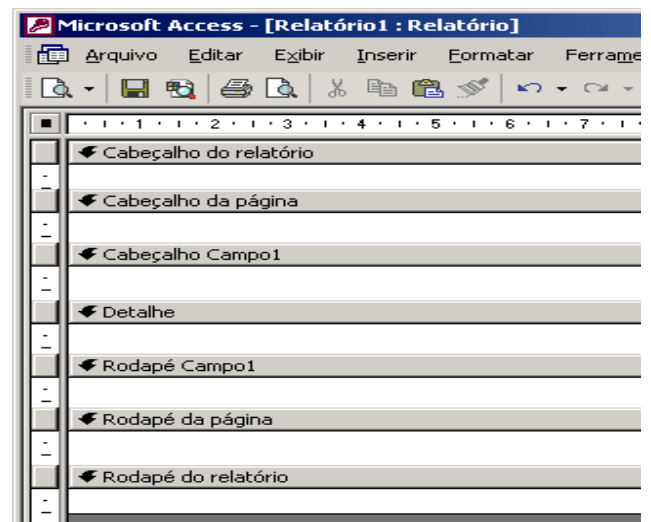 Microsoft Access - [Relatório1 : Relatório]
Arquivo Editar Exibir Inserir Formatar Ferrame
1 2 3 4 5 6 7
Cabeçalho do relatório
Cabeçalho da página
Cabeçalho Campo1
Detalhe
Rodapé Campo1
Rodapé da página
Rodapé do relatório